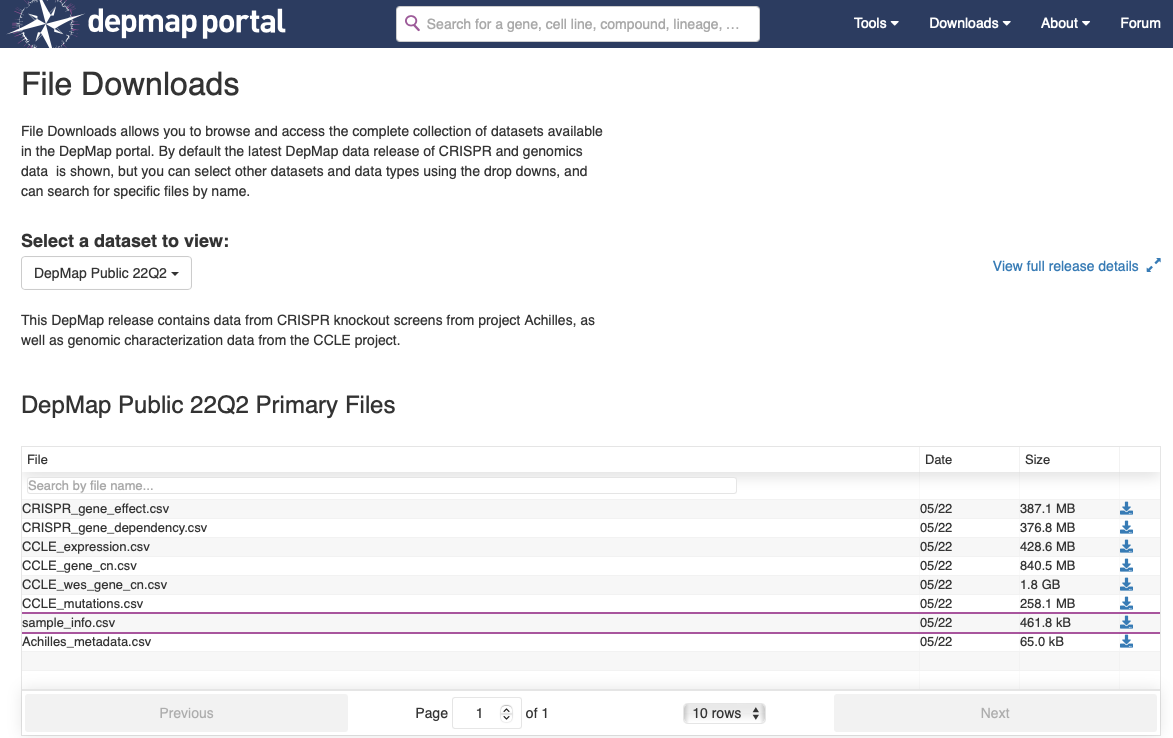 depmap portal
Search for a gene, cell line, compound, lineage, ...
Tools
Downloads
About
Forum
File Downloads
File Downloads allows you to browse and access the complete collection of datasets available
in the DepMap portal. By default the latest DepMap data release of CRISPR and genomics
data is shown, but you can select other datasets and data types using the drop downs, and
can search for specific files by name.
Select a dataset to view:
DepMap Public 22Q2
View full release details
This DepMap release contains data from CRISPR knockout screens from project Achilles, as
well as genomic characterization data from the CCLE project.
DepMap Public 22Q2 Primary Files
File Date Size
Search by file name...
CRISPR_gene_effect.csv 05/22 387.1 MB
CRISPR_gene_dependency.csv 05/22 376.8 MB
CCLE_expression.csv 05/22 428.6 MB
CCLE_gene_cn.csv 05/22 840.5 MB
CCLE_wes_gene_cn.csv 05/22 1.8 GB
CCLE_mutations.csv 05/22 258.1 MB
sample_info.csv 05/22 461.8 kB
Achilles_metadata.csv 05/22 65.0 kB
Previous
Page 1 of 1
10 rows
Next